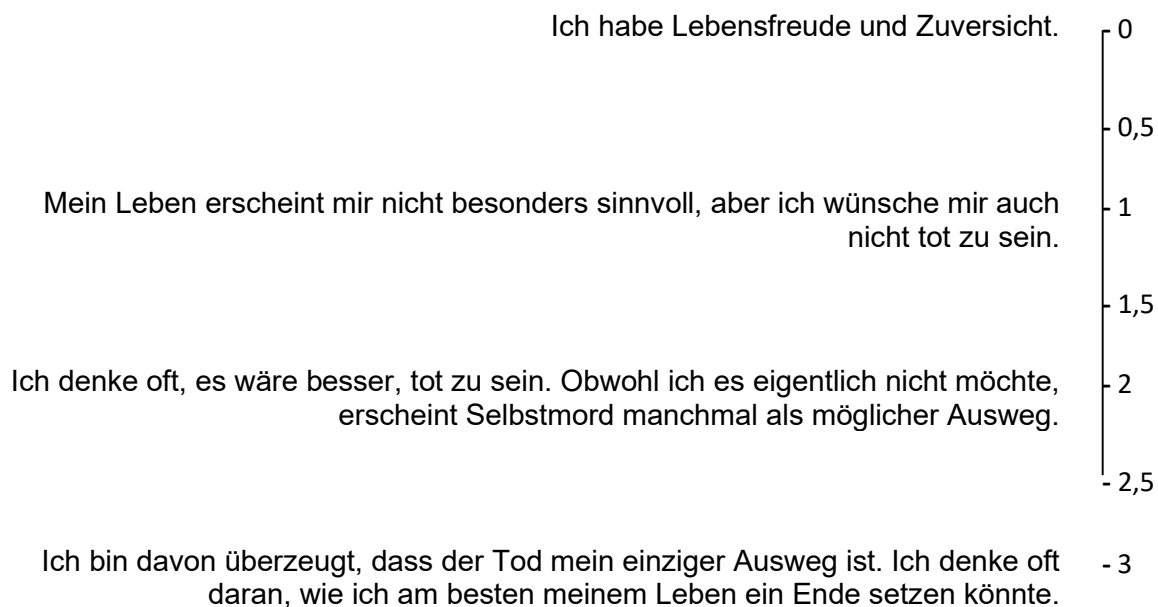 Ich habe Lebensfreude und Zuversicht. - 0
- 0,5
Mein Leben erscheint mir nicht besonders sinnvoll, aber ich wünsche mir auch - 1
nicht tot zu sein.
- 1,5
Ich denke oft, es wäre besser, tot zu sein. Obwohl ich es eigentlich nicht möchte, - 2
erscheint Selbstmord manchmal als möglicher Ausweg.
- 2,5
Ich bin davon überzeugt, dass der Tod mein einziger Ausweg ist. Ich denke oft - 3
daran, wie ich am besten meinem Leben ein Ende setzen könnte.